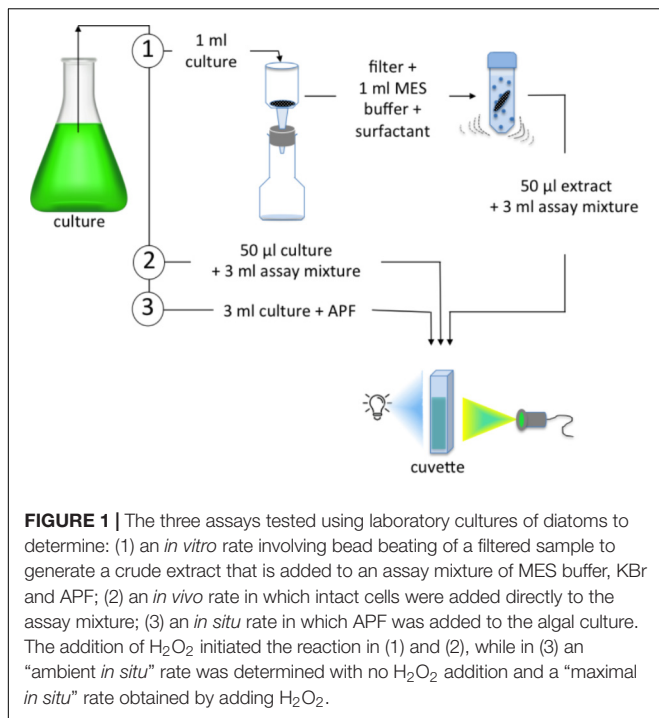 1
1 ml
culture
filter +
1 ml MES
buffer +
surfactant
culture
50 µl extract
+ 3 ml assay mixture
2
50 µl culture
+ 3 ml assay mixture
3
3 ml culture + APF
cuvette
FIGURE 1 | The three assays tested using laboratory cultures of diatoms to
determine: (1) an in vitro rate involving bead beating of a filtered sample to
generate a crude extract that is added to an assay mixture of MES buffer, KBr
and APF; (2) an in vivo rate in which intact cells were added directly to the
assay mixture; (3) an in situ rate in which APF was added to the algal culture.
The addition of H₂O₂ initiated the reaction in (1) and (2), while in (3) an
“ambient in situ” rate was determined with no H₂O₂ addition and a “maximal
in situ” rate obtained by adding H₂O₂.